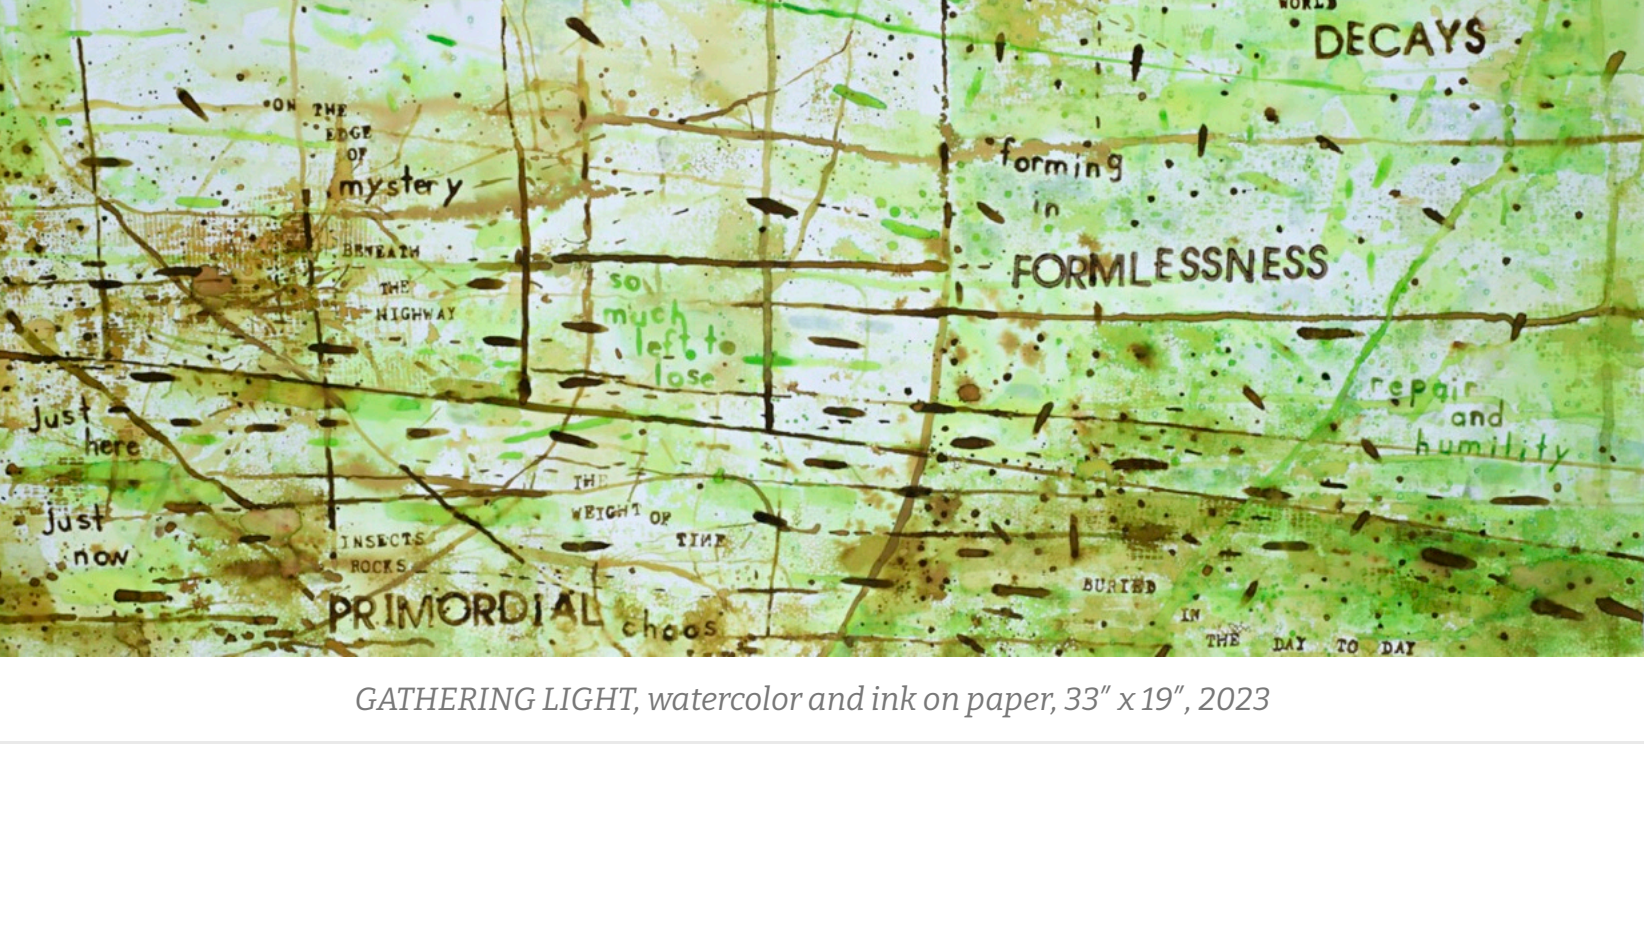 WORLD
DECAYS
ON THE
EDGE
OF
mystery
BENEATH
THE
HIGHWAY
forming
in
FORMLESSNESS
so
much
left to
lose
repair
and
humility
just
here
just
now
THE
WEIGHT OF
TIME
INSECTS
ROCKS
PRIMORDIAL chaos
BURIED
IN
THE DAY TO DAY
GATHERING LIGHT, watercolor and ink on paper, 33″ x 19″, 2023